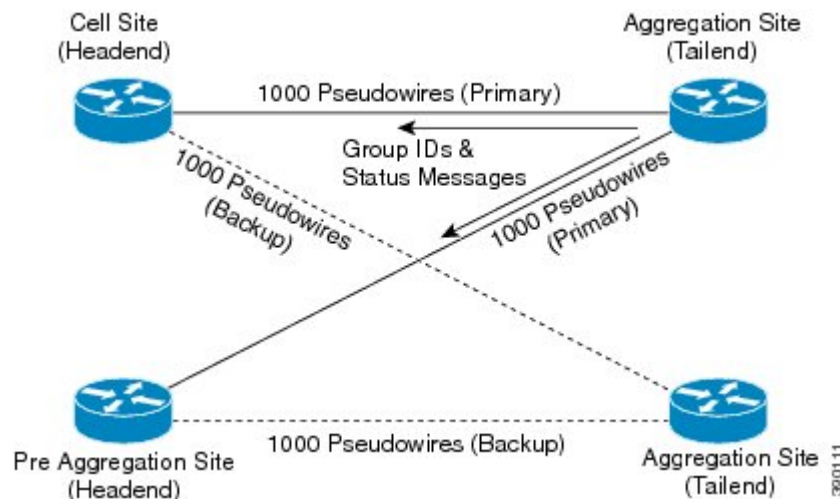 Cell Site
(Headend)
Aggregation Site
(Tailend)
1000 Pseudowires (Primary)
Group IDs &
Status Messages
1000 Pseudowires
(Backup)
1000 Pseudowires
(Primary)
1000 Pseudowires (Backup)
Pre Aggregation Site
(Headend)
Aggregation Site
(Tailend)